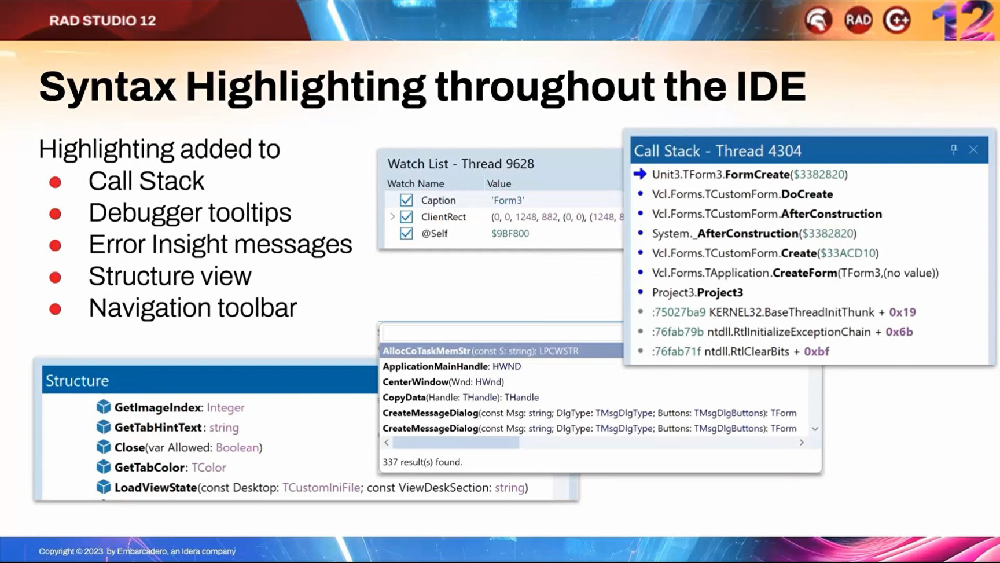 RAD STUDIO 12
RAD
C++
12
Syntax Highlighting throughout the IDE
Highlighting added to
Call Stack
Debugger tooltips
Error Insight messages
Structure view
Navigation toolbar
Watch List - Thread 9628
Watch Name Value
Caption 'Form3'
ClientRect (0, 0, 1248, 882, (0, 0), (1248, 8
@Self $9BF800
Call Stack - Thread 4304
Unit3.TForm3.FormCreate($3382820)
Vcl.Forms.TCustomForm.DoCreate
Vcl.Forms.TCustomForm.AfterConstruction
System._AfterConstruction($3382820)
Vcl.Forms.TCustomForm.Create($33ACD10)
Vcl.Forms.TApplication.CreateForm(TForm3,(no value))
Project3.Project3
:75027ba9 KERNEL32.BaseThreadInitThunk + 0x19
:76fab79b ntdll.RtlInitializeExceptionChain + 0x6b
:76fab71f ntdll.RtlClearBits + 0xbf
AllocCoTaskMemStr(const S: string): LPCWSTR
ApplicationMainHandle: HWND
CenterWindow(Wnd: HWnd)
CopyData(Handle: THandle): THandle
CreateMessageDialog(const Msg: string; DlgType: TMsgDlgType; Buttons: TMsgDlgButtons): TForm
CreateMessageDialog(const Msg: string; DlgType: TMsgDlgType; Buttons: TMsgDlgButtons): TForm
337 result(s) found.
Structure
GetImageIndex: Integer
GetTabHintText: string
Close(var Allowed: Boolean)
GetTabColor: TColor
LoadViewState(const Desktop: TCustomIniFile; const ViewDeskSection: string)
Copyright © 2023 by Embarcadero, an Idera company